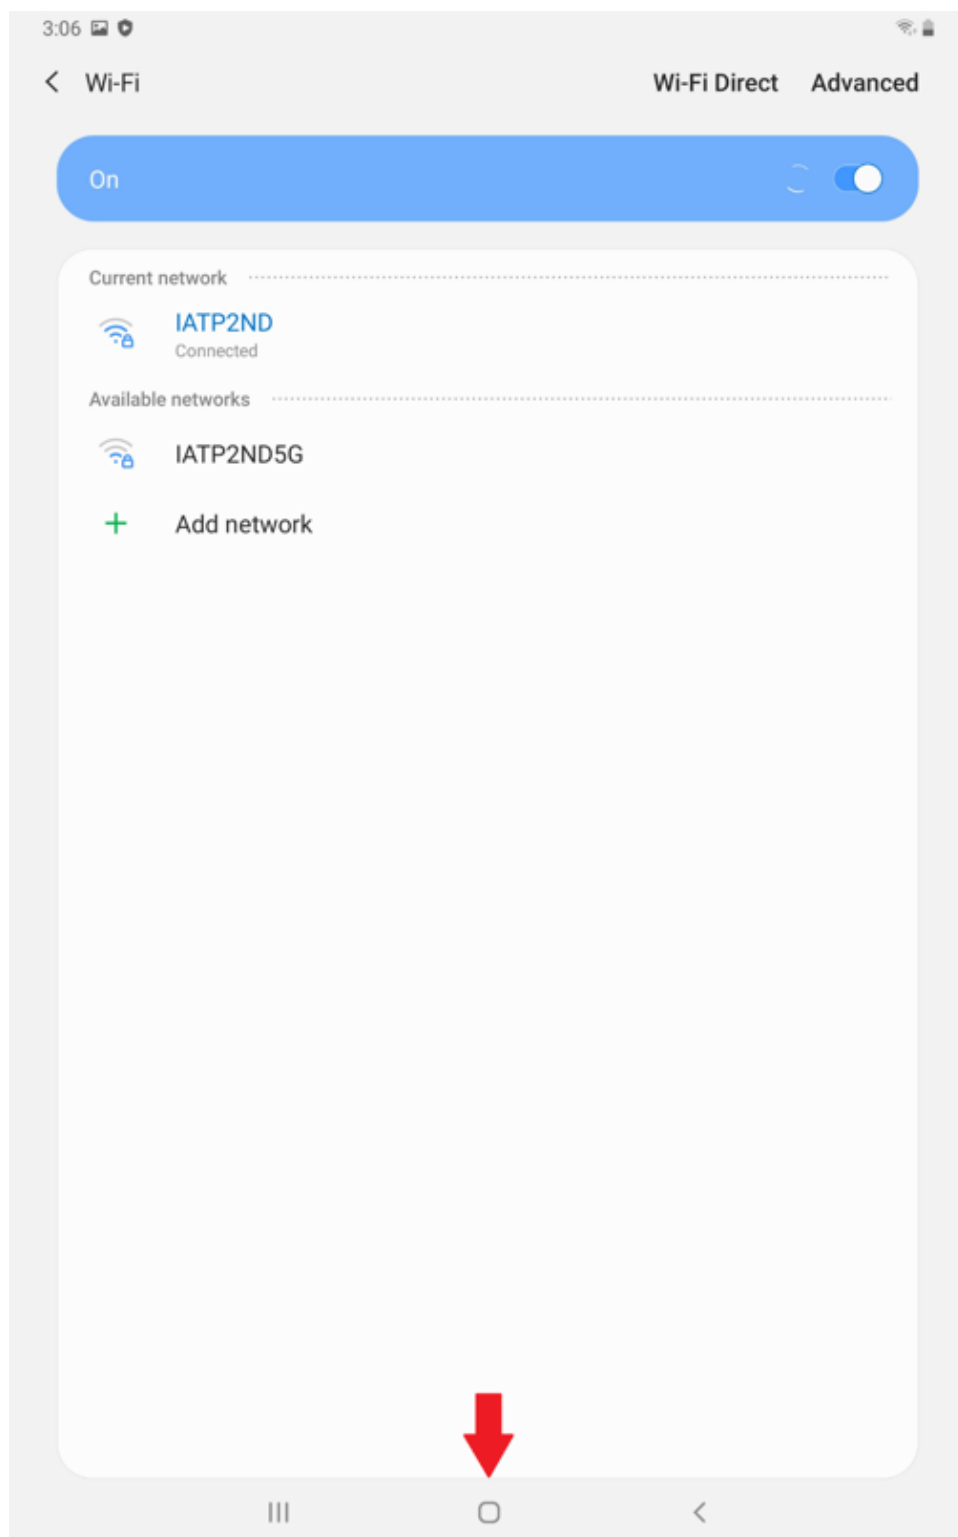 3:06
Wi-Fi Wi-Fi Direct Advanced
On
Current network
IATP2ND
Connected
Available networks
IATP2ND5G
Add network